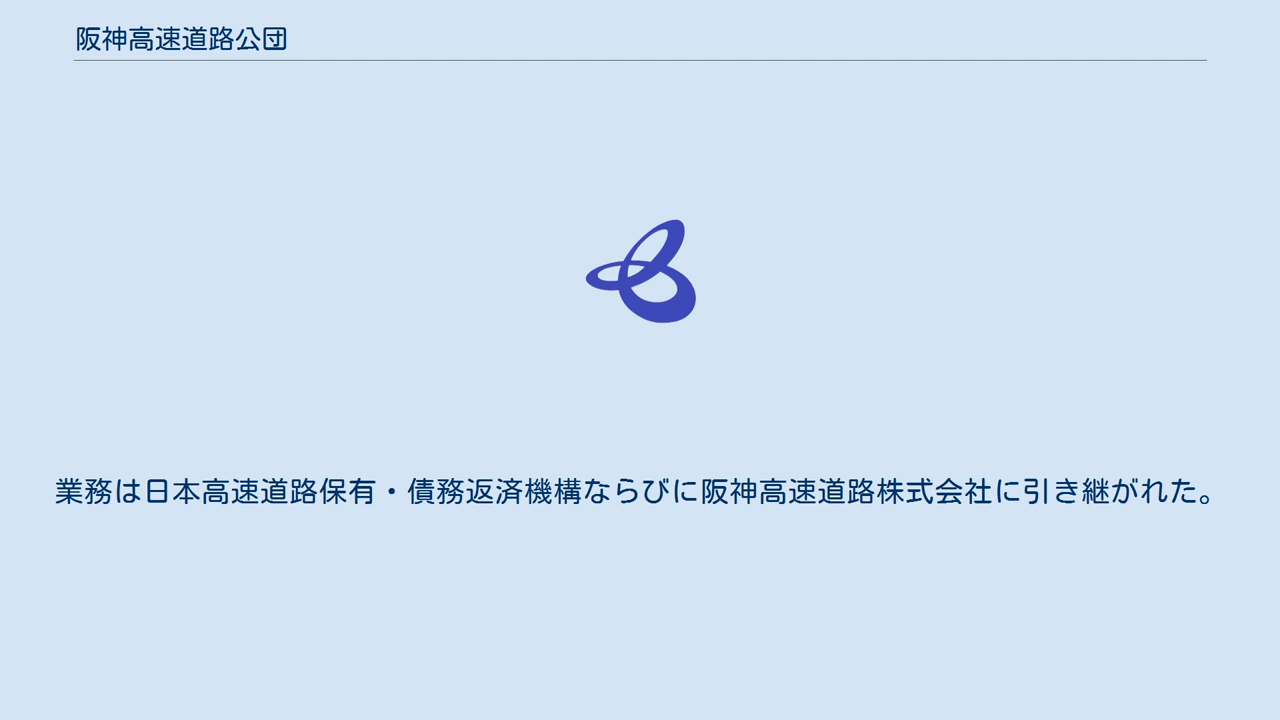 阪神高速道路公団
業務は日本高速道路保有・債務返済機構ならびに阪神高速道路株式会社に引き継がれた。